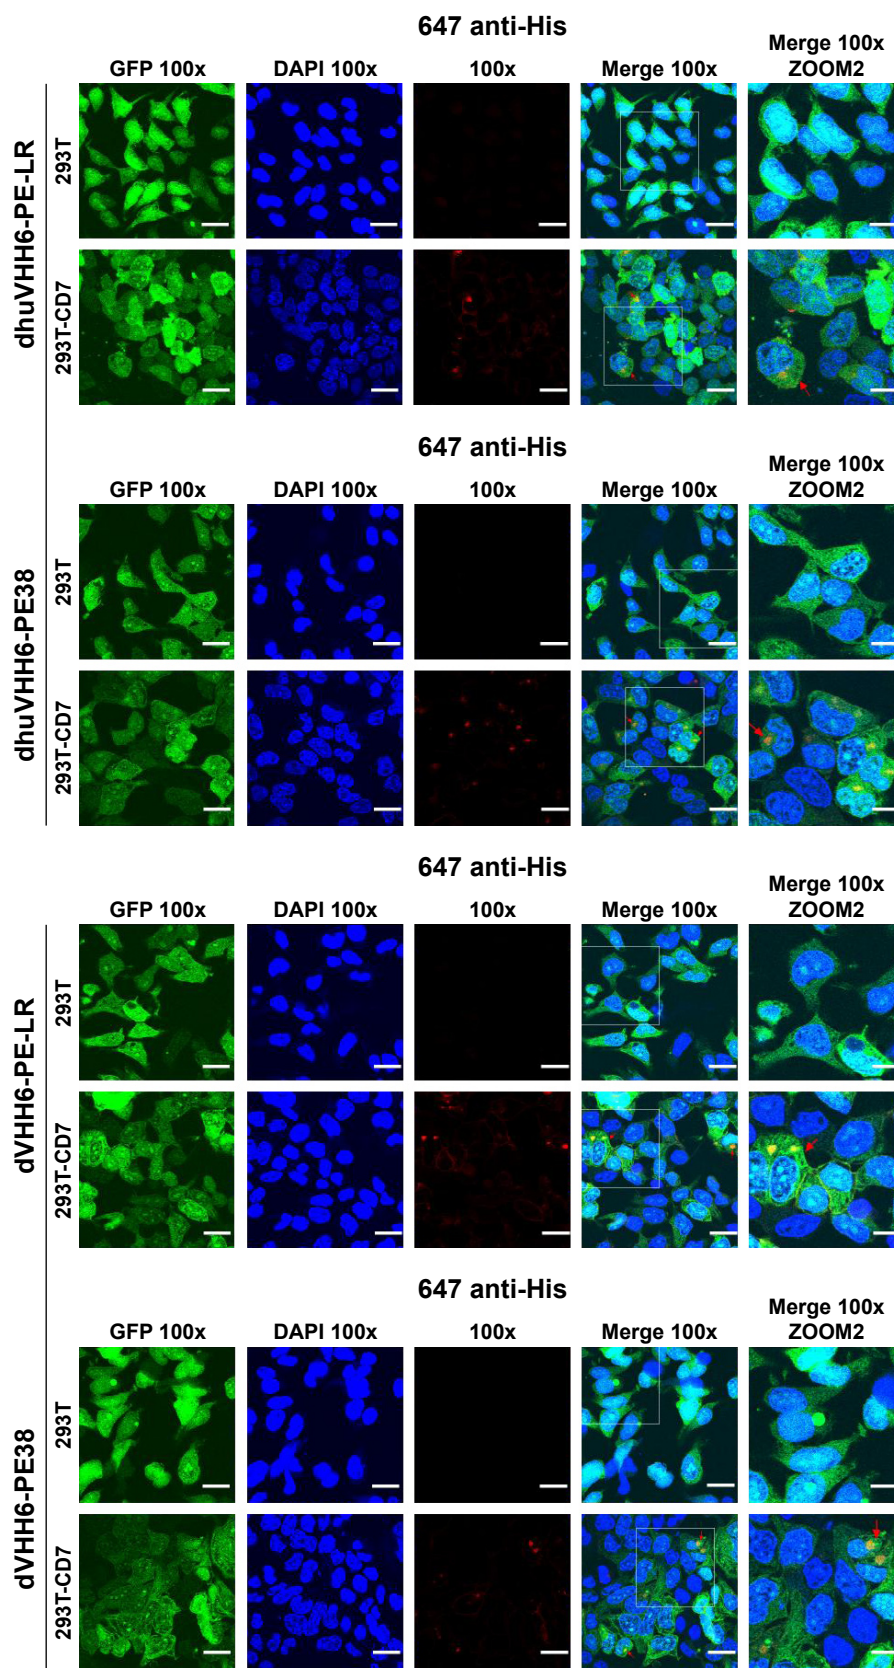 647 anti-His
GFP 100x DAPI 100x 100x Merge 100x Merge 100x ZOOM2
dhuVHH6-PE-LR
293T
293T-CD7
647 anti-His
GFP 100x DAPI 100x 100x Merge 100x Merge 100x ZOOM2
dhuVHH6-PE38
293T
293T-CD7
647 anti-His
GFP 100x DAPI 100x 100x Merge 100x Merge 100x ZOOM2
dVHH6-PE-LR
293T
293T-CD7
647 anti-His
GFP 100x DAPI 100x 100x Merge 100x Merge 100x ZOOM2
dVHH6-PE38
293T
293T-CD7